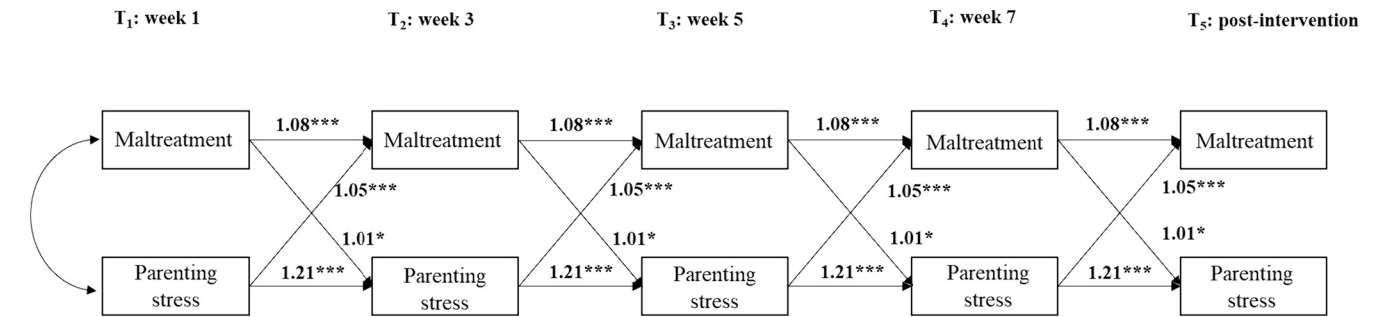 T1: week 1
T2: week 3
T3: week 5
T4: week 7
T5: post-intervention
Maltreatment
1.08***
Maltreatment
1.08***
Maltreatment
1.08***
Maltreatment
1.08***
Maltreatment
1.05***
1.05***
1.05***
1.05***
1.01*
1.01*
1.01*
1.01*
Parenting
stress
1.21***
Parenting
stress
1.21***
Parenting
stress
1.21***
Parenting
stress
1.21***
Parenting
stress